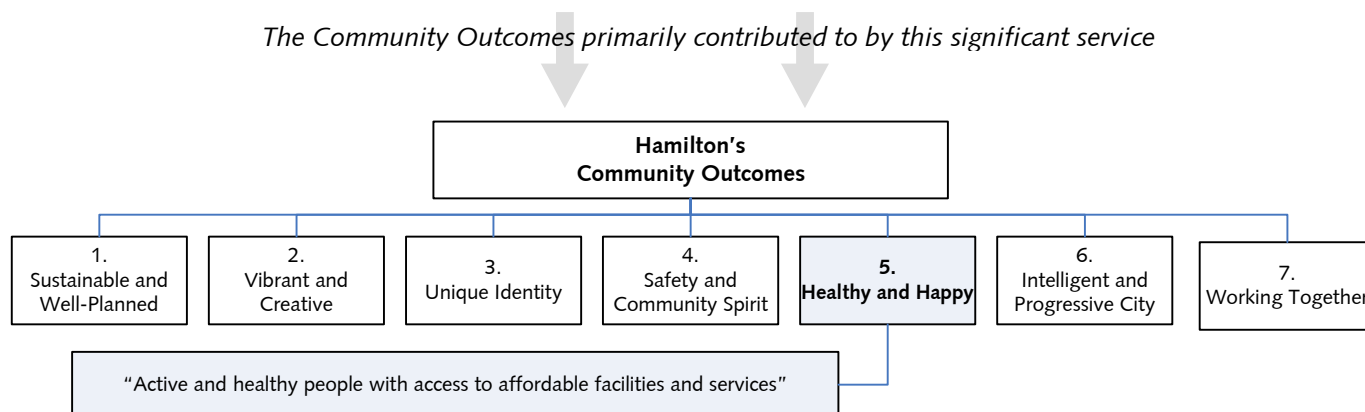 The Community Outcomes primarily contributed to by this significant service
Hamilton’s
Community Outcomes
1.
Sustainable and
Well-Planned
2.
Vibrant and
Creative
3.
Unique Identity
4.
Safety and
Community Spirit
5.
Healthy and Happy
6.
Intelligent and
Progressive City
7.
Working Together
“Active and healthy people with access to affordable facilities and services”